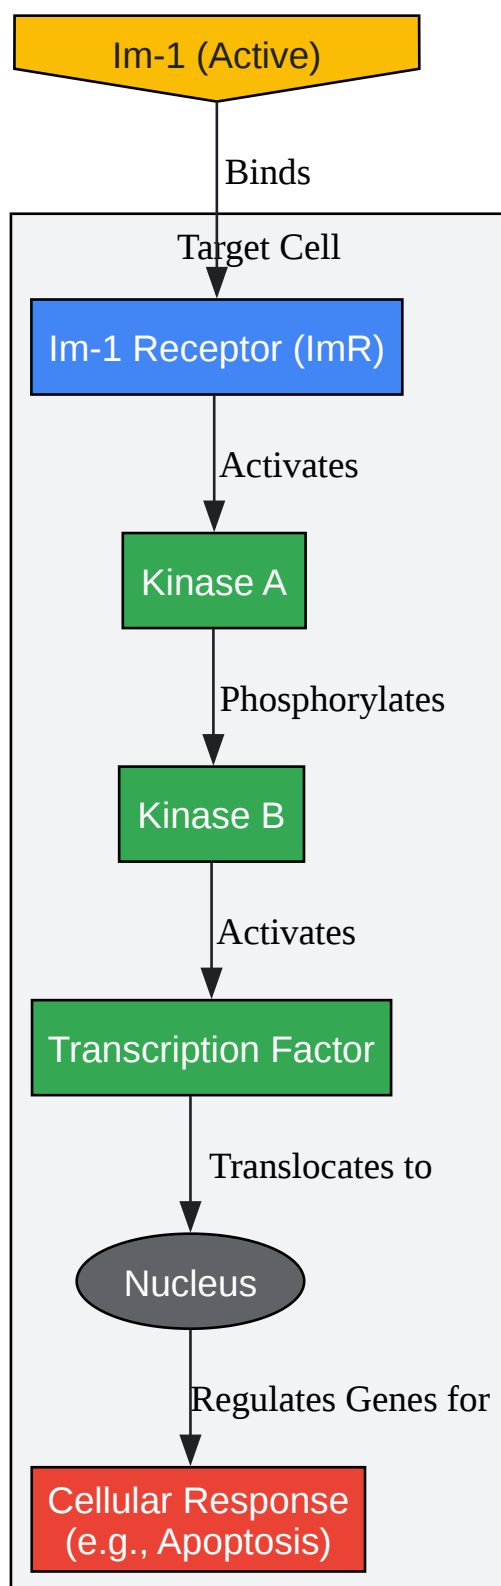 Im-1 (Active)
Binds
Target Cell
Im-1 Receptor (ImR)
Activates
Kinase A
Phosphorylates
Kinase B
Activates
Transcription Factor
Translocates to
Nucleus
Regulates Genes for
Cellular Response
(e.g., Apoptosis)